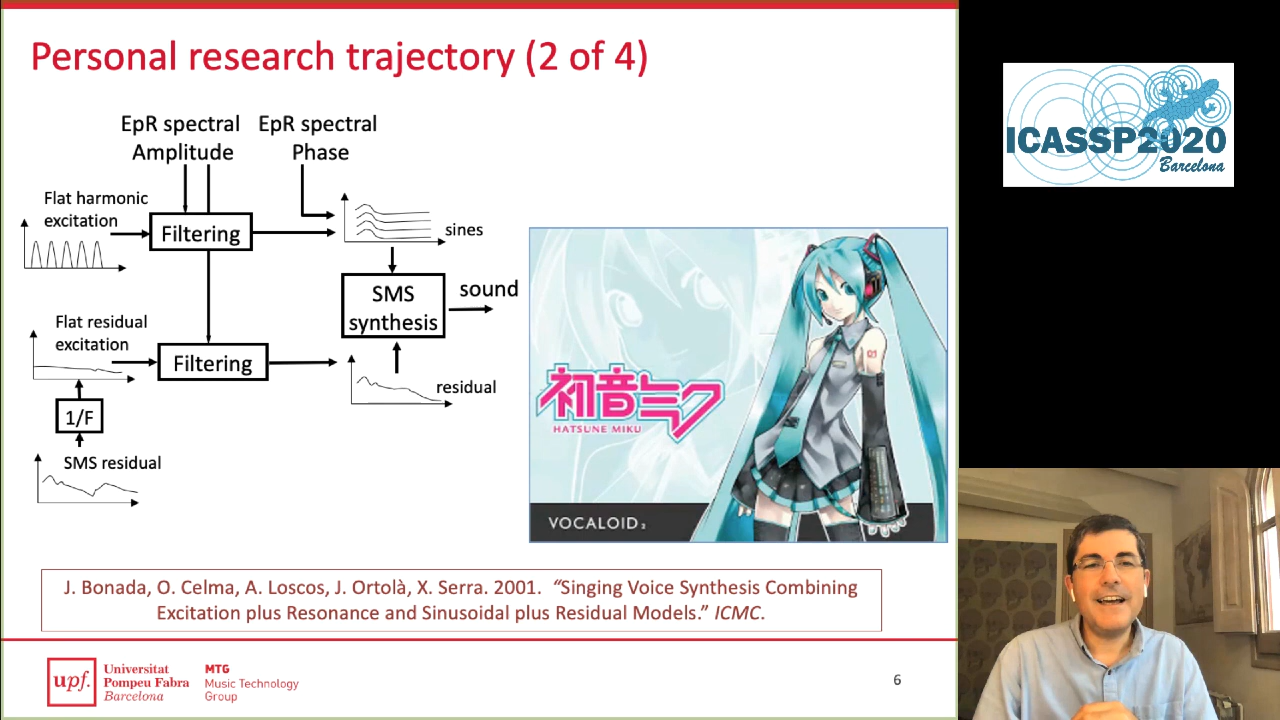 Personal research trajectory (2 of 4)
EpR spectral
Amplitude
EpR spectral
Phase
Flat harmonic
excitation
Filtering
sines
SMS
synthesis
sound
Flat residual
excitation
Filtering
residual
1/F
SMS residual
初音ミク
HATSUNE MIKU
01
VOCALOID2
J. Bonada, O. Celma, A. Loscos, J. Ortolà, X. Serra. 2001. “Singing Voice Synthesis Combining
Excitation plus Resonance and Sinusoidal plus Residual Models.” ICMC.
upf.
Universitat
Pompeu Fabra
Barcelona
MTG
Music Technology
Group
6
ICASSP2020
Barcelona